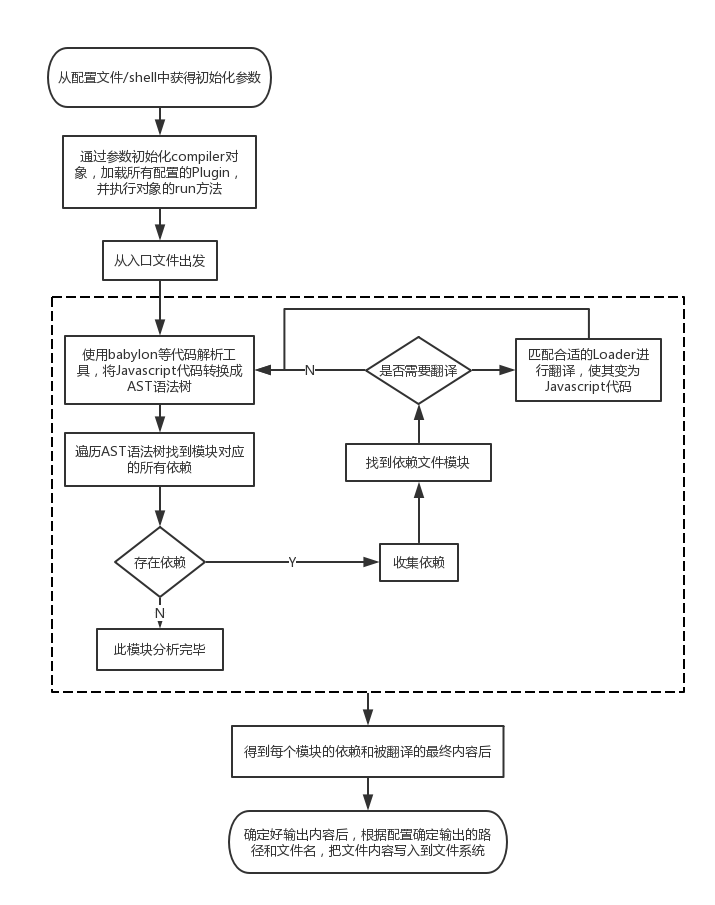 从配置文件/shell中获得初始化参数
通过参数初始化compiler对
象，加载所有配置的Plugin，
并执行对象的run方法
从入口文件出发
使用babylon等代码解析工
具，将Javascript代码转换成
AST语法树
N
是否需要翻译
匹配合适的Loader进
行翻译，使其变为
Javascript代码
遍历AST语法树找到模块对应
的所有依赖
找到依赖文件模块
存在依赖
Y
收集依赖
N
此模块分析完毕
得到每个模块的依赖和被翻译的最终内容后
确定好输出内容后，根据配置确定输出的路
径和文件名，把文件内容写入到文件系统